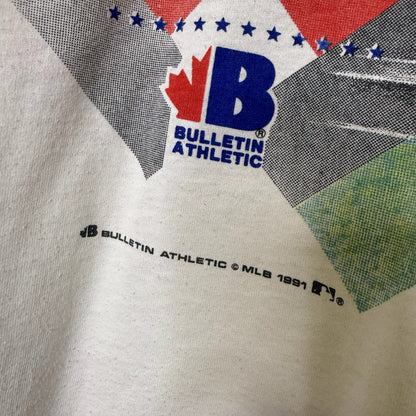 B®
BULLETIN
ATHLETIC
B BULLETIN ATHLETIC © MLB 1991 ®